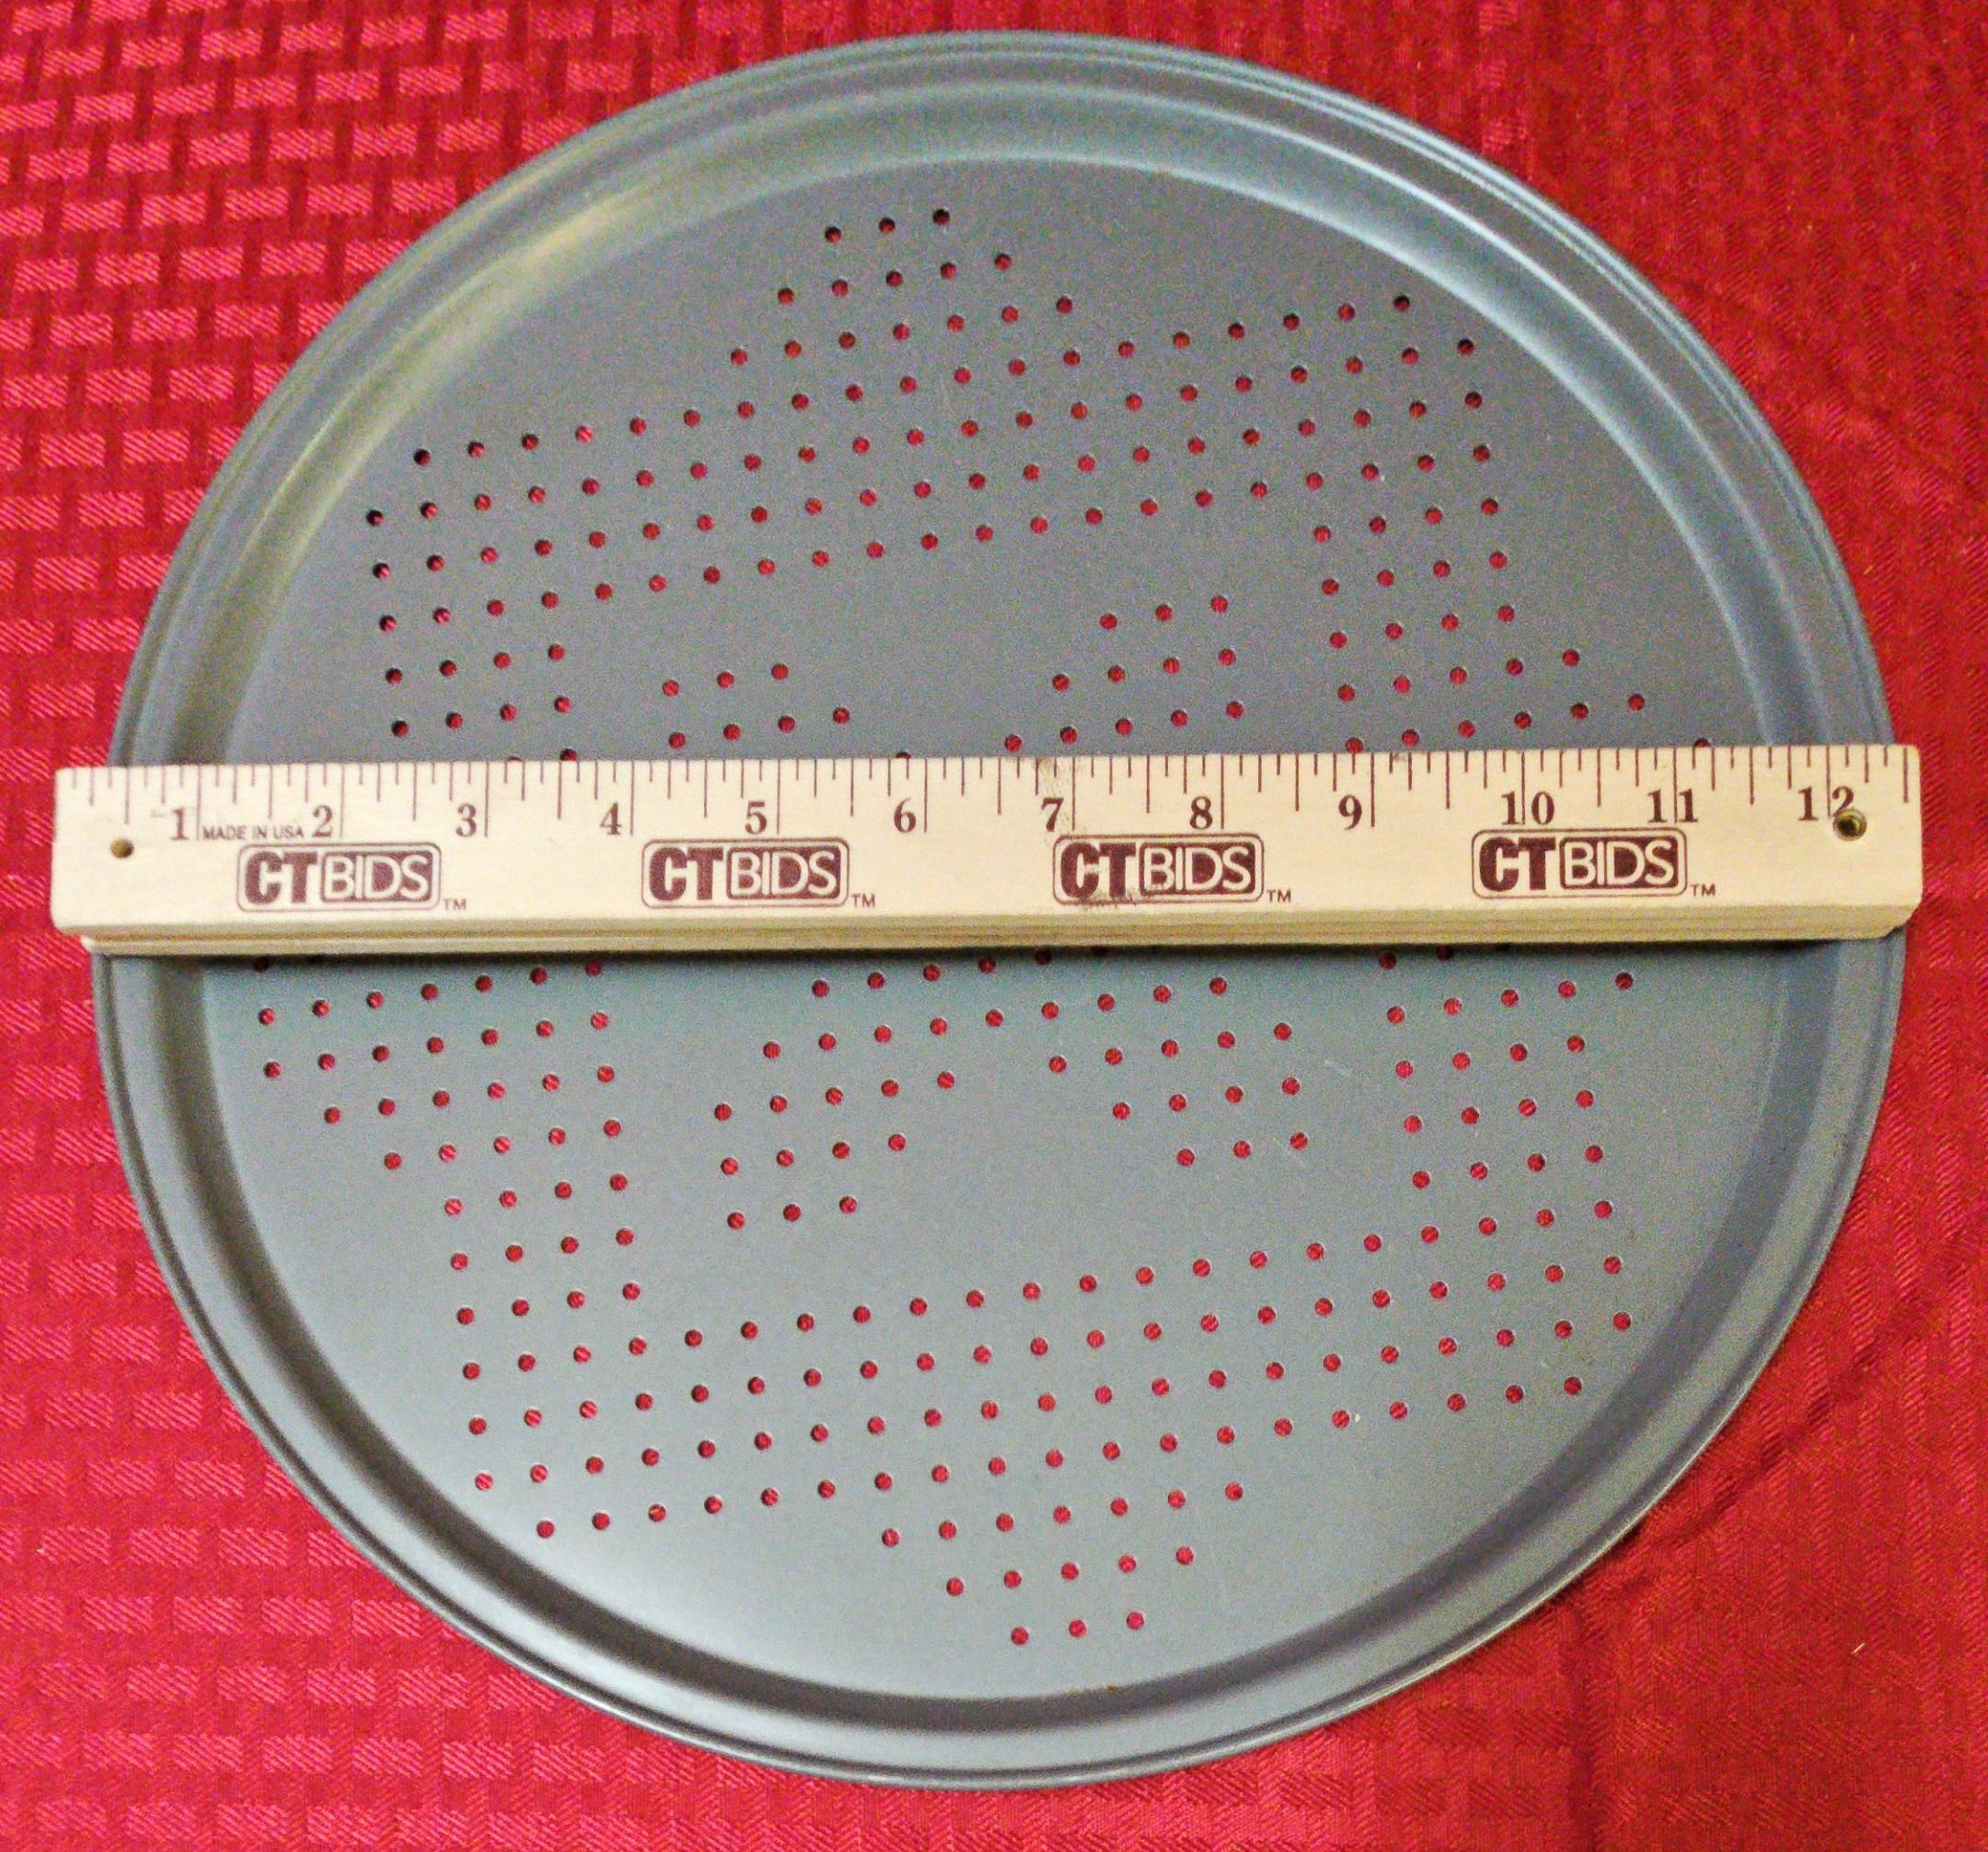 1 2 3 4 5 6 7 8 9 10 11 12
MADE IN USA
CTBIDS™ CTBIDS™ CTBIDS™ CTBIDS™